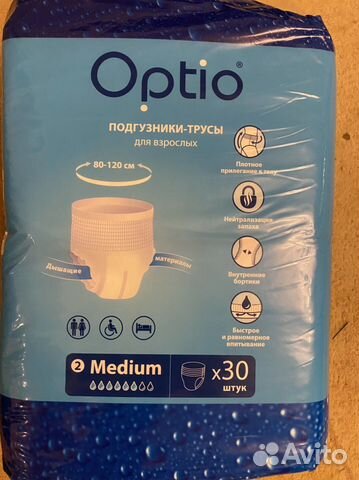 Optio®
ПОДГУЗНИКИ-ТРУСЫ
для взрослых
80-120 см
Плотное
прилегание к телу
Нейтрализация
запаха
Дышащие
материалы
Внутренние
бортики
Быстрое
и равномерное
впитывание
2 Medium
x30
штук
Avito